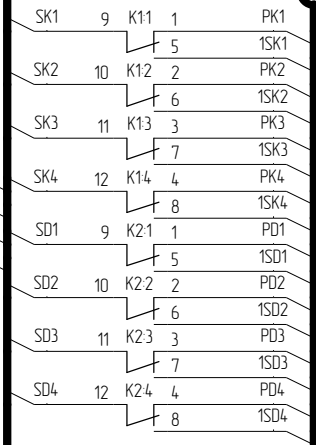 SK1 9 K1:1 1 PK1
5 1SK1
SK2 10 K1:2 2 PK2
6 1SK2
SK3 11 K1:3 3 PK3
7 1SK3
SK4 12 K1:4 4 PK4
8 1SK4
SD1 9 K2:1 1 PD1
5 1SD1
SD2 10 K2:2 2 PD2
6 1SD2
SD3 11 K2:3 3 PD3
7 1SD3
SD4 12 K2:4 4 PD4
8 1SD4